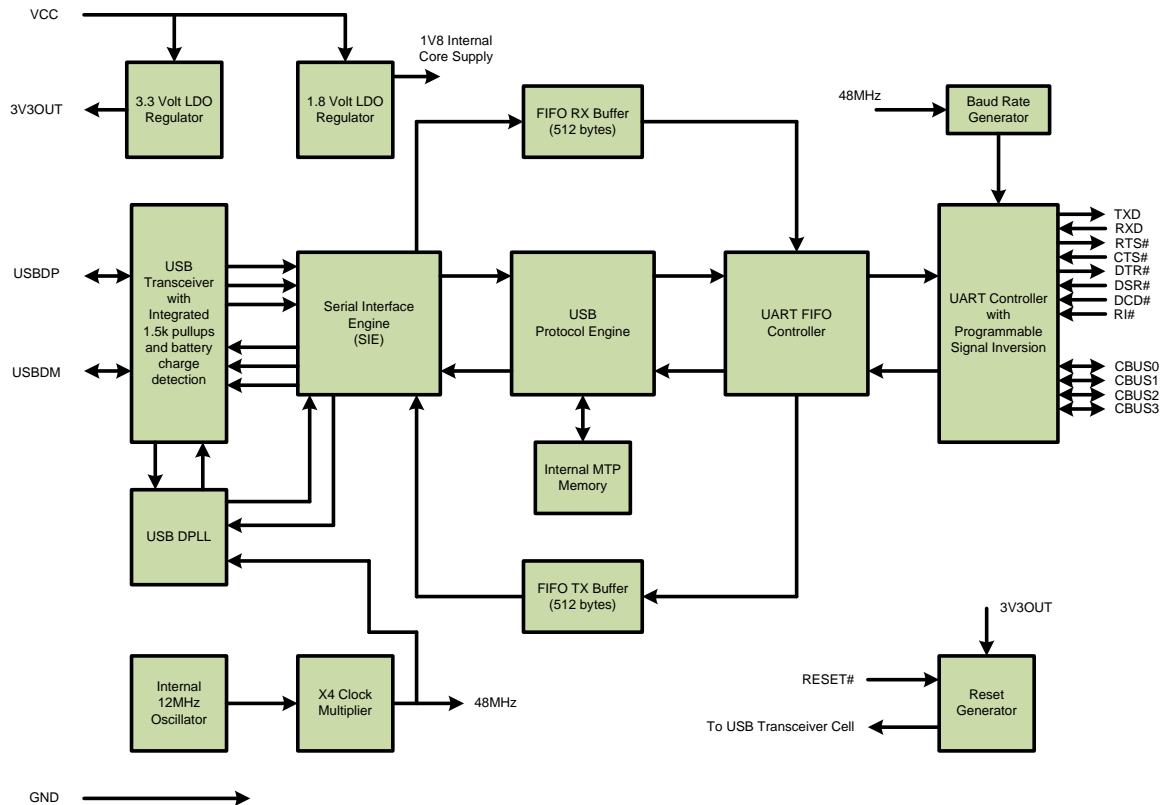 VCC
1V8 Internal
Core Supply
3V3OUT
3.3 Volt LDO
Regulator
1.8 Volt LDO
Regulator
FIFO RX Buffer
(512 bytes)
48MHz
Baud Rate
Generator
USBDP
USBDM
USB
Transceiver
with
Integrated
1.5k pullups
and battery
charge
detection
Serial Interface
Engine
(SIE)
USB
Protocol Engine
UART FIFO
Controller
UART Controller
with
Programmable
Signal Inversion
TXD
RXD
RTS#
CTS#
DTR#
DSR#
DCD#
RI#
CBUS0
CBUS1
CBUS2
CBUS3
Internal MTP
Memory
USB DPLL
FIFO TX Buffer
(512 bytes)
3V3OUT
Internal
12MHz
Oscillator
X4 Clock
Multiplier
48MHz
RESET#
To USB Transceiver Cell
Reset
Generator
GND